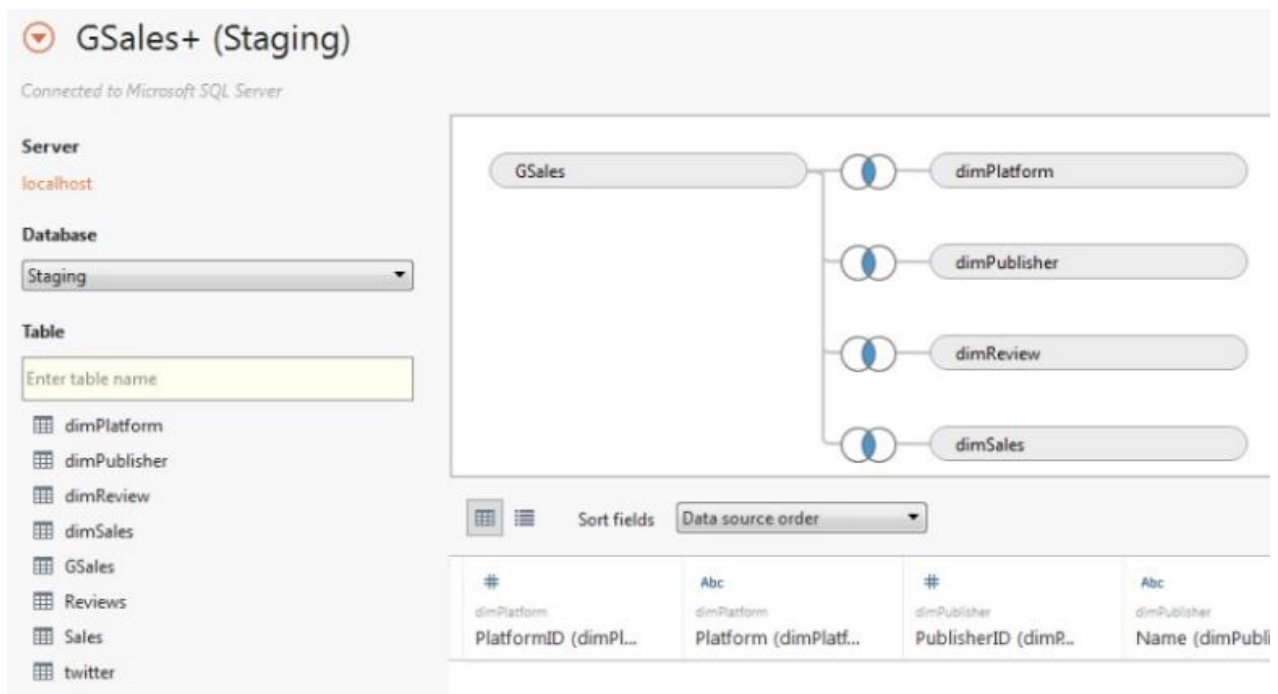 GSales+ (Staging)
Connected to Microsoft SQL Server
Server
localhost
Database
Staging
Table
Enter table name
dimPlatform
dimPublisher
dimReview
dimSales
GSales
Reviews
Sales
twitter
GSales
dimPlatform
dimPublisher
dimReview
dimSales
Sort fields Data source order
# Abc # Abc
dimPlatform dimPlatform dimPublisher dimPublisher
PlatformID (dimPl... Platform (dimPlatf... PublisherID (dimP... Name (dimPubli